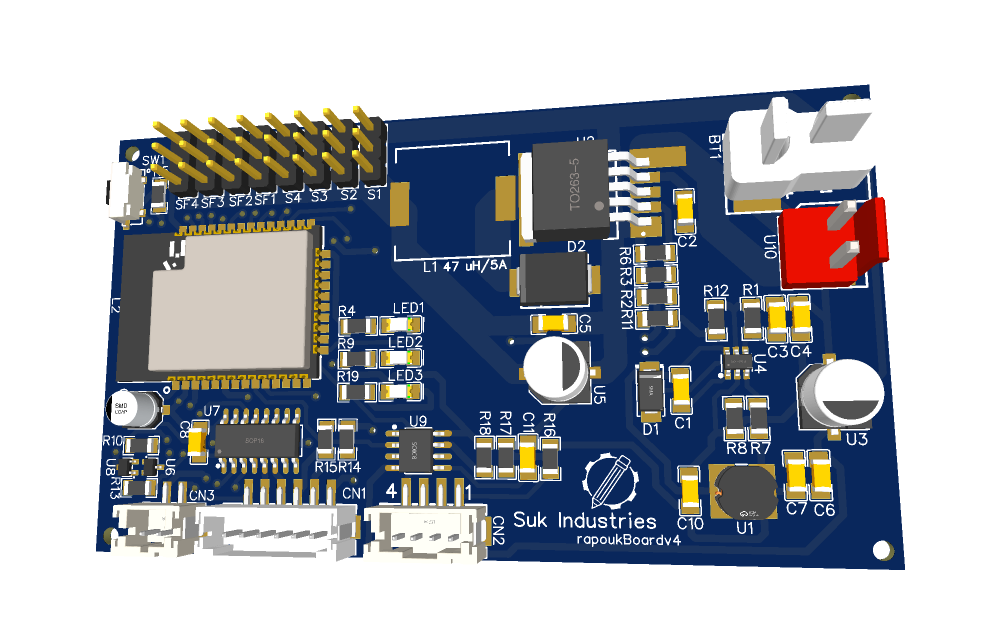 SW1
SF4 SF3 SF2 SF1 S4 S3 S2 S1
L1 47 uH/5A
TO263-5
D2
BT1
C2
U10
R6 R3 R2 R11
R12 R1
C3 C4
U4
C5
U5
R4 LED1
R9 LED2
R19 LED3
D1
C1
U3
R8 R7
U7
SOP16
C8
R10
U8
U6
R13
R15 R14
U9
R18 R17 C11 R16
CN3
CN1
4 1
CN2
Suk Industries
rapoukBoardv4
C10
U1
C7 C6